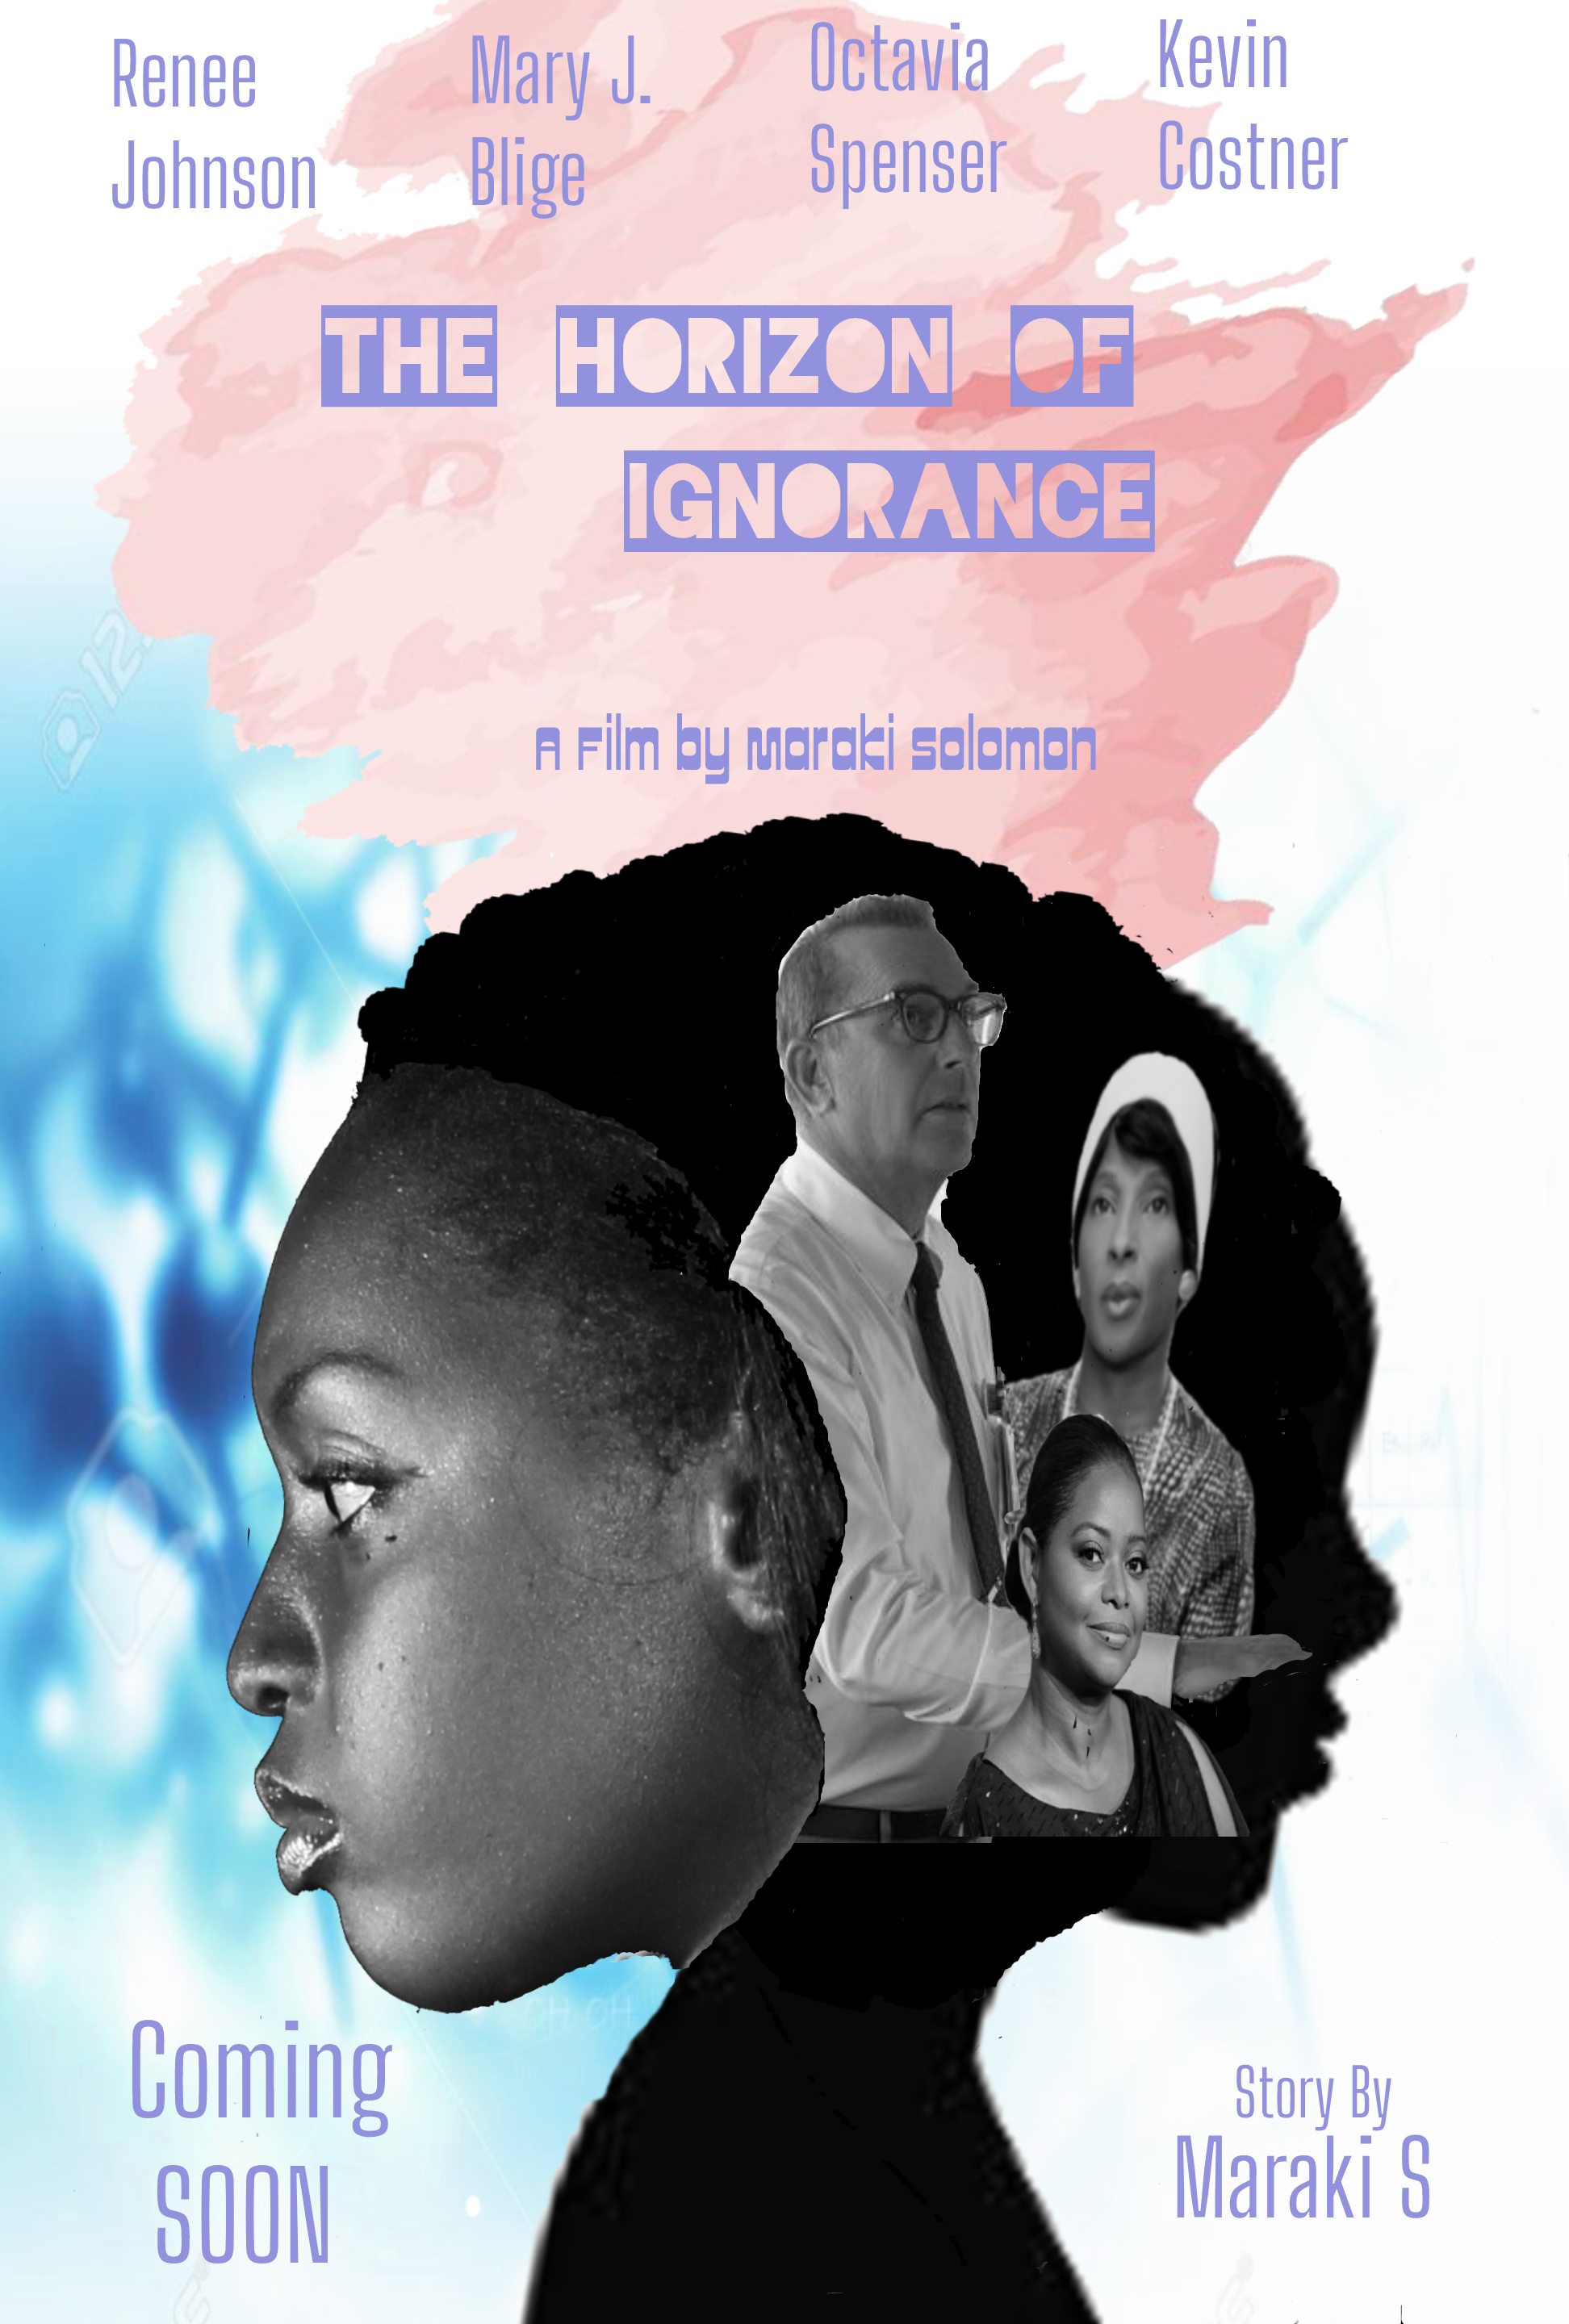 Renee Mary J. Octavia Kevin
Johnson Blige Spenser Costner
THE HORIZON OF
IGNORANCE
A Film by Maraki Solomon
Coming
SOON
Story By
Maraki S